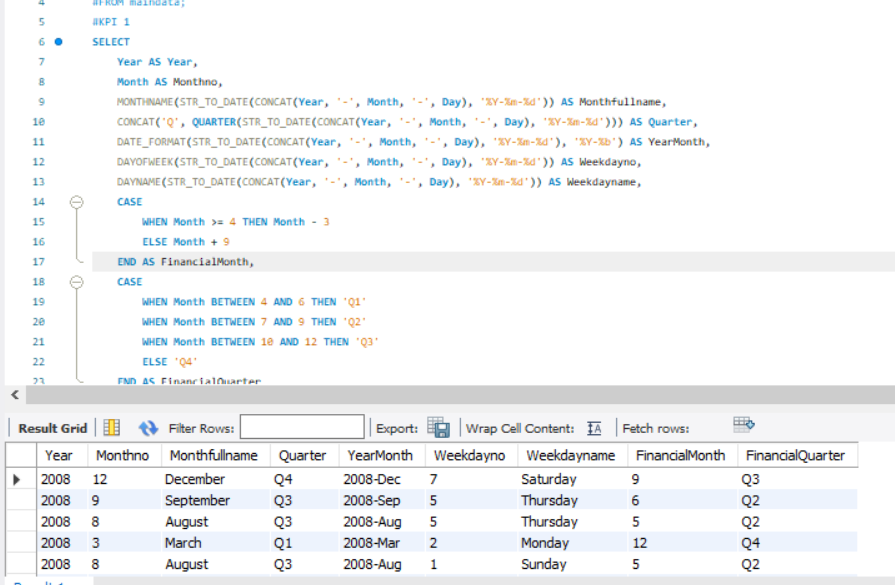 4 #FROM maindata;
5 #KPI 1
6 SELECT
7 Year AS Year,
8 Month AS Monthno,
9 MONTHNAME(STR_TO_DATE(CONCAT(Year, '-', Month, '-', Day), '%Y-%m-%d')) AS Monthfullname,
10 CONCAT('Q', QUARTER(STR_TO_DATE(CONCAT(Year, '-', Month, '-', Day), '%Y-%m-%d'))) AS Quarter,
11 DATE_FORMAT(STR_TO_DATE(CONCAT(Year, '-', Month, '-', Day), '%Y-%m-%d'), '%Y-%b') AS YearMonth,
12 DAYOFWEEK(STR_TO_DATE(CONCAT(Year, '-', Month, '-', Day), '%Y-%m-%d')) AS Weekdayno,
13 DAYNAME(STR_TO_DATE(CONCAT(Year, '-', Month, '-', Day), '%Y-%m-%d')) AS Weekdayname,
14 CASE
15 WHEN Month >= 4 THEN Month - 3
16 ELSE Month + 9
17 END AS FinancialMonth,
18 CASE
19 WHEN Month BETWEEN 4 AND 6 THEN 'Q1'
20 WHEN Month BETWEEN 7 AND 9 THEN 'Q2'
21 WHEN Month BETWEEN 10 AND 12 THEN 'Q3'
22 ELSE 'Q4'
23 END AS FinancialQuarter
Result Grid Filter Rows: Export: Wrap Cell Content: Fetch rows:
Year Monthno Monthfullname Quarter YearMonth Weekdayno Weekdayname FinancialMonth FinancialQuarter
2008 12 December Q4 2008-Dec 7 Saturday 9 Q3
2008 9 September Q3 2008-Sep 5 Thursday 6 Q2
2008 8 August Q3 2008-Aug 5 Thursday 5 Q2
2008 3 March Q1 2008-Mar 2 Monday 12 Q4
2008 8 August Q3 2008-Aug 1 Sunday 5 Q2